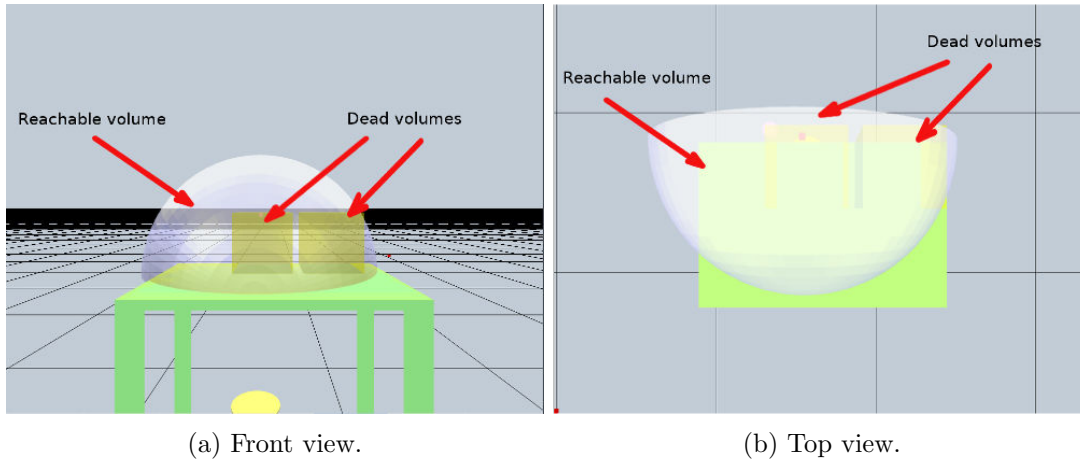 Reachable volume
Dead volumes
Dead volumes
Reachable volume
(a) Front view.
(b) Top view.